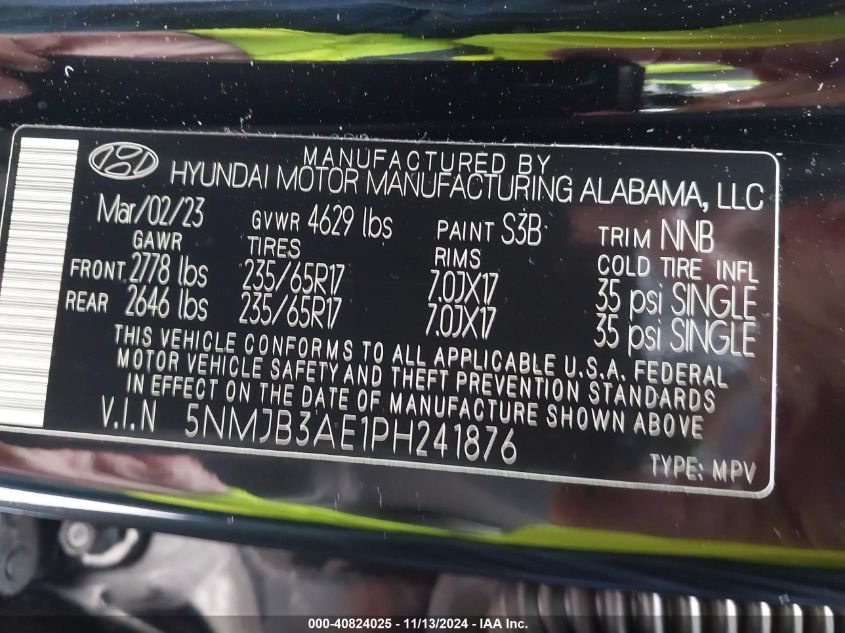 MANUFACTURED BY
HYUNDAI MOTOR MANUFACTURING ALABAMA, LLC
Mar/02/23 GVWR 4629 lbs PAINT S3B TRIM NNB
GAWR TIRES RIMS COLD TIRE INFL
FRONT 2778 lbs 235/65R17 7.0JX17 35 psi SINGLE
REAR 2646 lbs 235/65R17 7.0JX17 35 psi SINGLE
THIS VEHICLE CONFORMS TO ALL APPLICABLE U.S.A. FEDERAL
MOTOR VEHICLE SAFETY AND THEFT PREVENTION STANDARDS
IN EFFECT ON THE DATE OF MANUFACTURE SHOWN ABOVE
V.I.N 5NMJB3AE1PH241876
TYPE: MPV
000-40824025 - 11/13/2024 - IAA Inc.